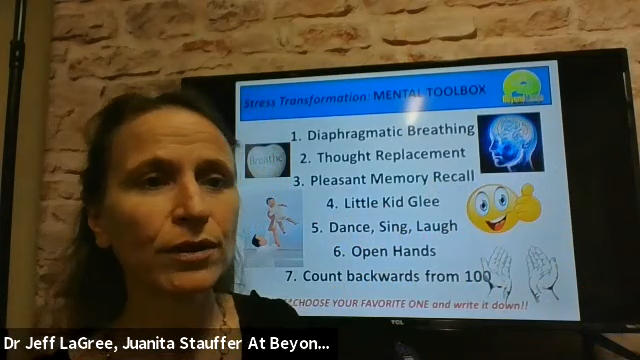 Stress Transformation: MENTAL TOOLBOX
1. Diaphragmatic Breathing
2. Thought Replacement
3. Pleasant Memory Recall
4. Little Kid Glee
5. Dance, Sing, Laugh
6. Open Hands
7. Count backwards from 100
Breathe
*CHOOSE YOUR FAVORITE ONE and write it down!!
TCL
Dr Jeff LaGree, Juanita Stauffer At Beyon...